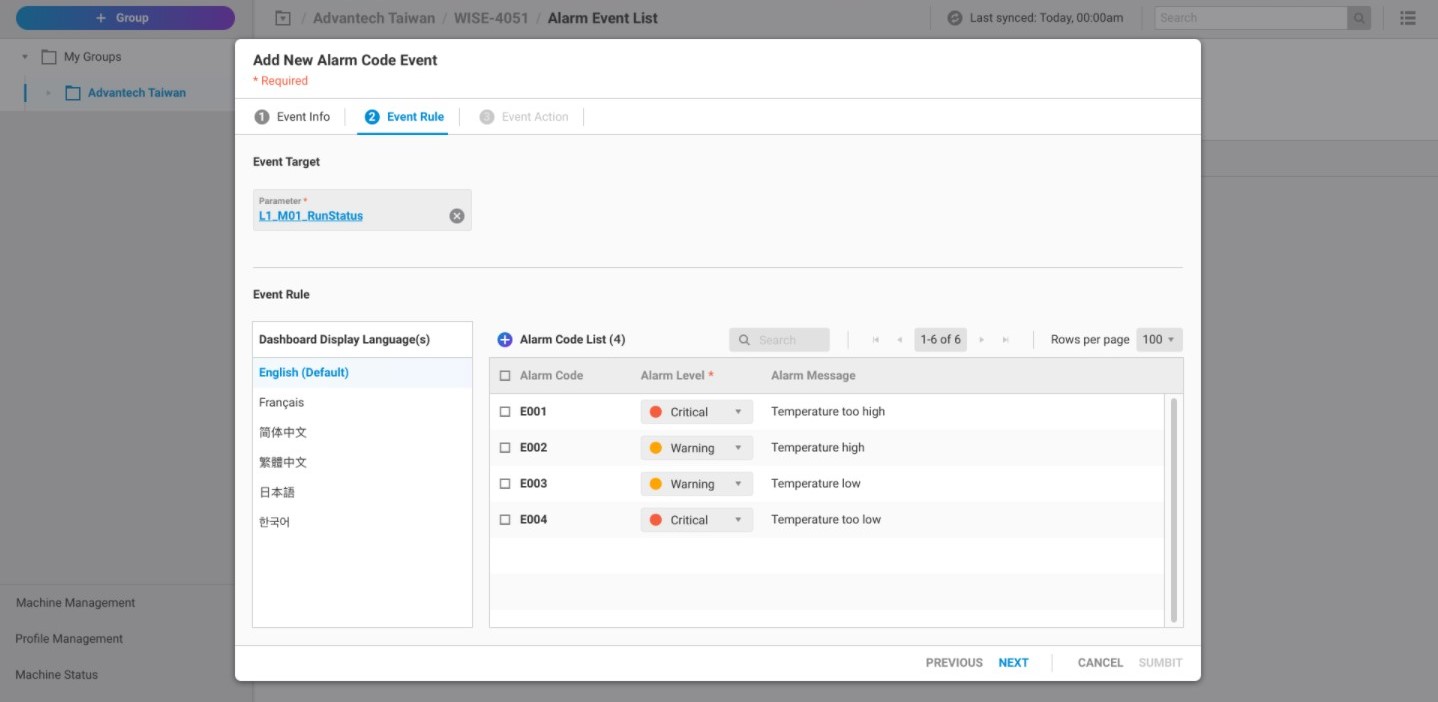 + Group
/ Advantech Taiwan / WISE-4051 / Alarm Event List
Last synced: Today, 00:00am
Search
My Groups
Advantech Taiwan
Add New Alarm Code Event
* Required
1 Event Info
2 Event Rule
3 Event Action
Event Target
Parameter *
L1_M01_RunStatus
Event Rule
Dashboard Display Language(s)
English (Default)
Français
简体中文
繁體中文
日本語
한국어
Alarm Code List (4)
Search
1-6 of 6
Rows per page 100
Alarm Code Alarm Level * Alarm Message
E001 Critical Temperature too high
E002 Warning Temperature high
E003 Warning Temperature low
E004 Critical Temperature too low
Machine Management
Profile Management
Machine Status
PREVIOUS NEXT CANCEL SUMBIT